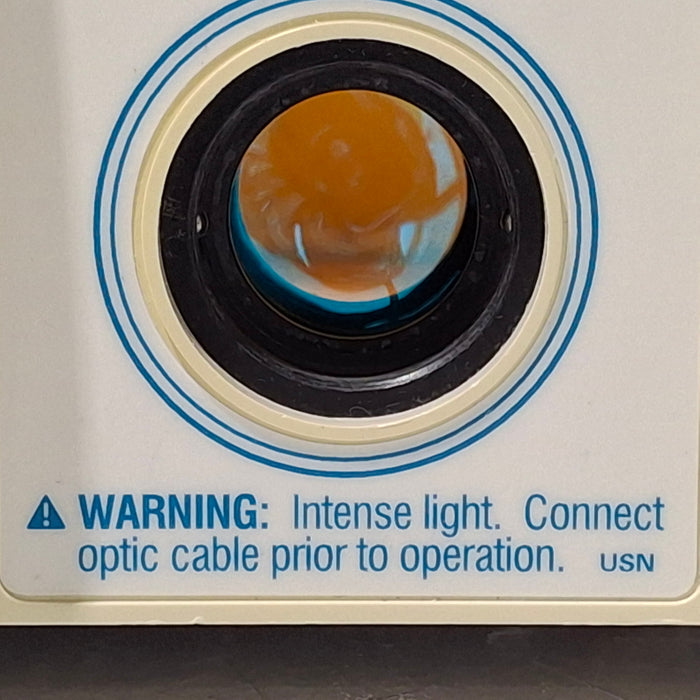 WARNING: Intense light. Connect
optic cable prior to operation. USN